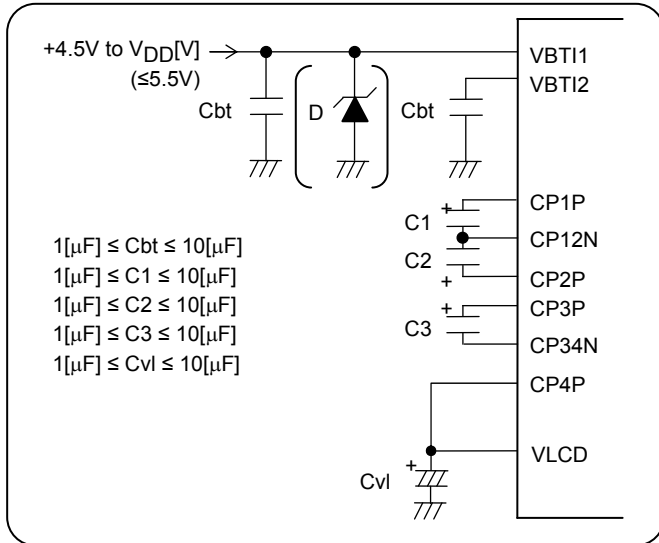 +4.5V to VDD[V]
(≤5.5V)
Cbt
D
Cbt
VBTI1
VBTI2
CP1P
+
C1
CP12N
C2
+
CP2P
+
CP3P
C3
CP34N
CP4P
VLCD
+
Cvl
1[μF] ≤ Cbt ≤ 10[μF]
1[μF] ≤ C1 ≤ 10[μF]
1[μF] ≤ C2 ≤ 10[μF]
1[μF] ≤ C3 ≤ 10[μF]
1[μF] ≤ Cvl ≤ 10[μF]